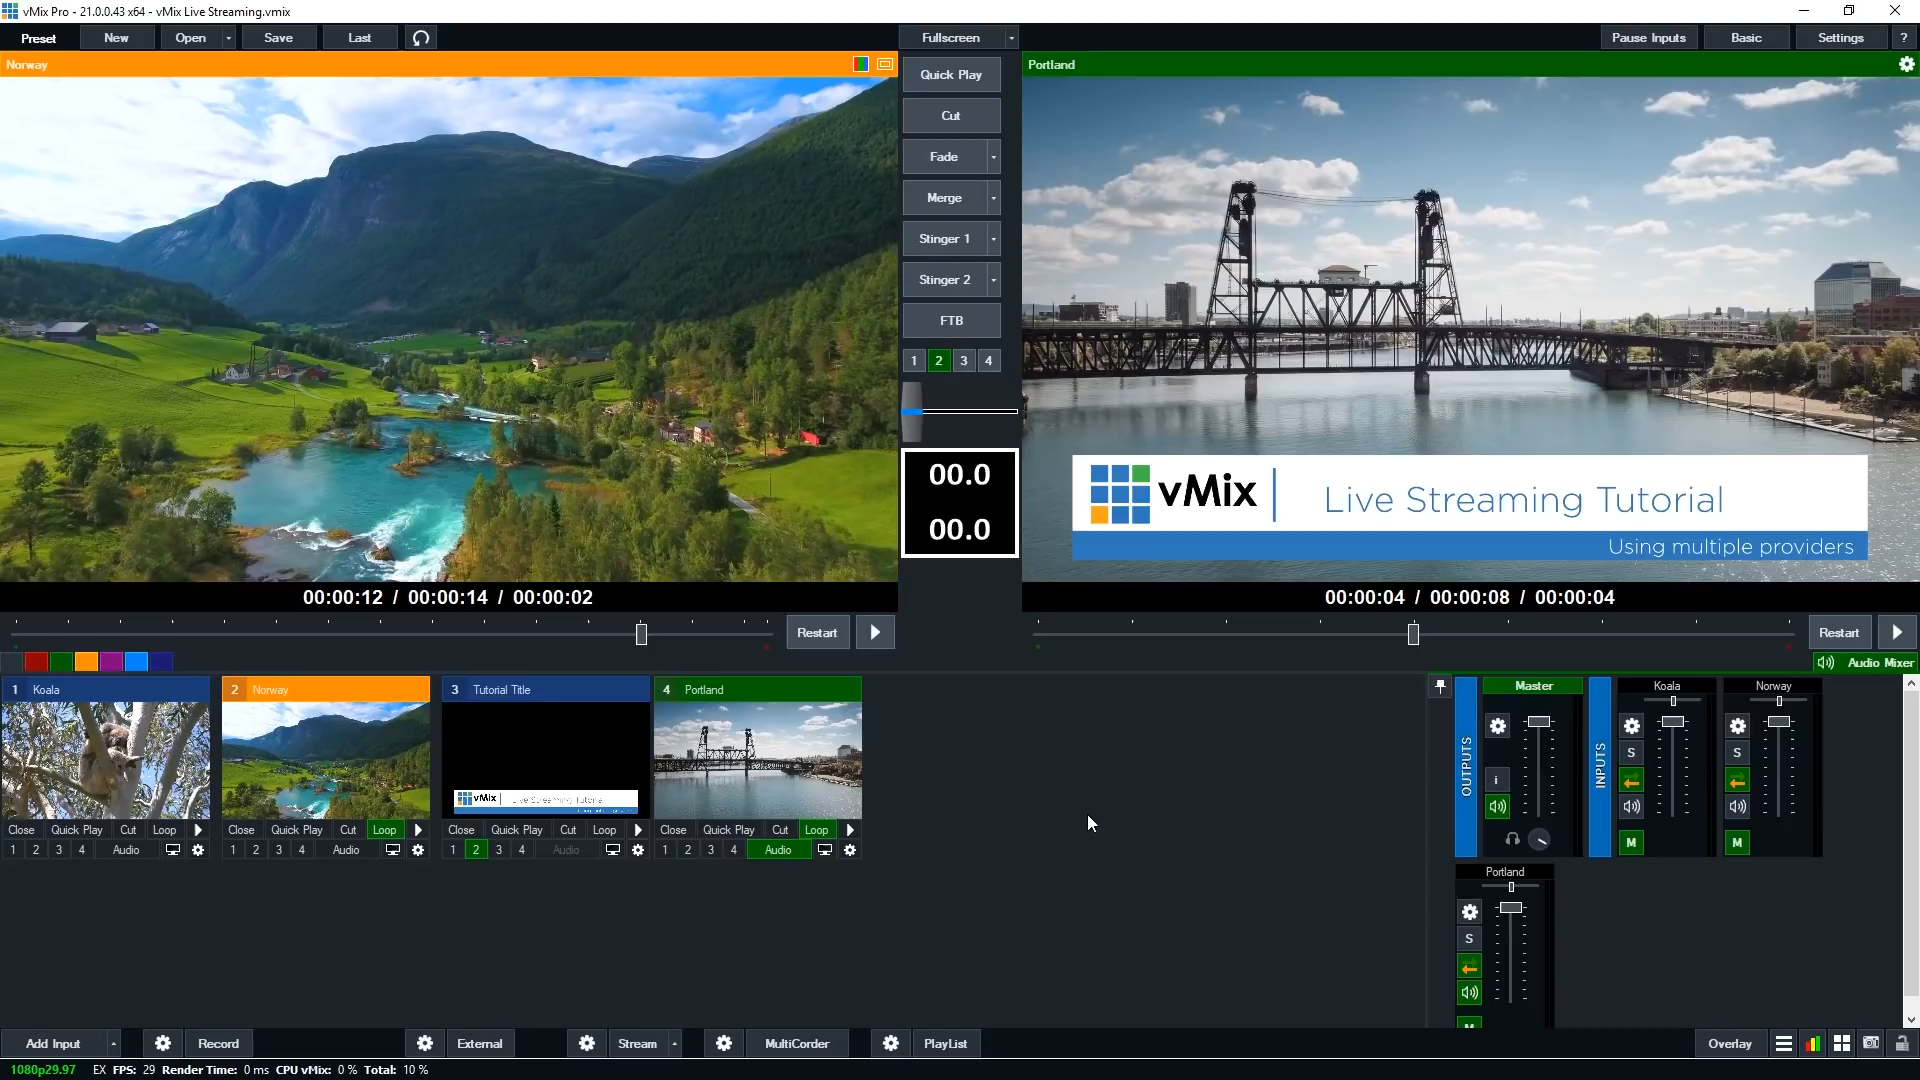 vMix Pro - 21.0.0.43 x64 - vMix Live Streaming.vmix
Preset New Open Save Last Fullscreen Pause Inputs Basic Settings ?
Norway
Portland
Quick Play
Cut
Fade
Merge
Stinger 1
Stinger 2
FTB
1 2 3 4
00.0
00.0
vMix Live Streaming Tutorial
Using multiple providers
00:00:12 / 00:00:14 / 00:00:02
00:00:04 / 00:00:08 / 00:00:04
Restart
Restart
Audio Mixer
1 Koala
2 Norway
3 Tutorial Title
4 Portland
vMix Live Streaming Tutorial
Close Quick Play Cut Loop
Close Quick Play Cut Loop
Close Quick Play Cut Loop
Close Quick Play Cut Loop
1 2 3 4 Audio
1 2 3 4 Audio
1 2 3 4 Audio
1 2 3 4 Audio
OUTPUTS
Master
i
INPUTS
Koala
S
M
Norway
S
M
Portland
S
M
Add Input Record External Stream MultiCorder PlayList Overlay
1080p29.97 EX FPS: 29 Render Time: 0 ms CPU vMix: 0 % Total: 10 %